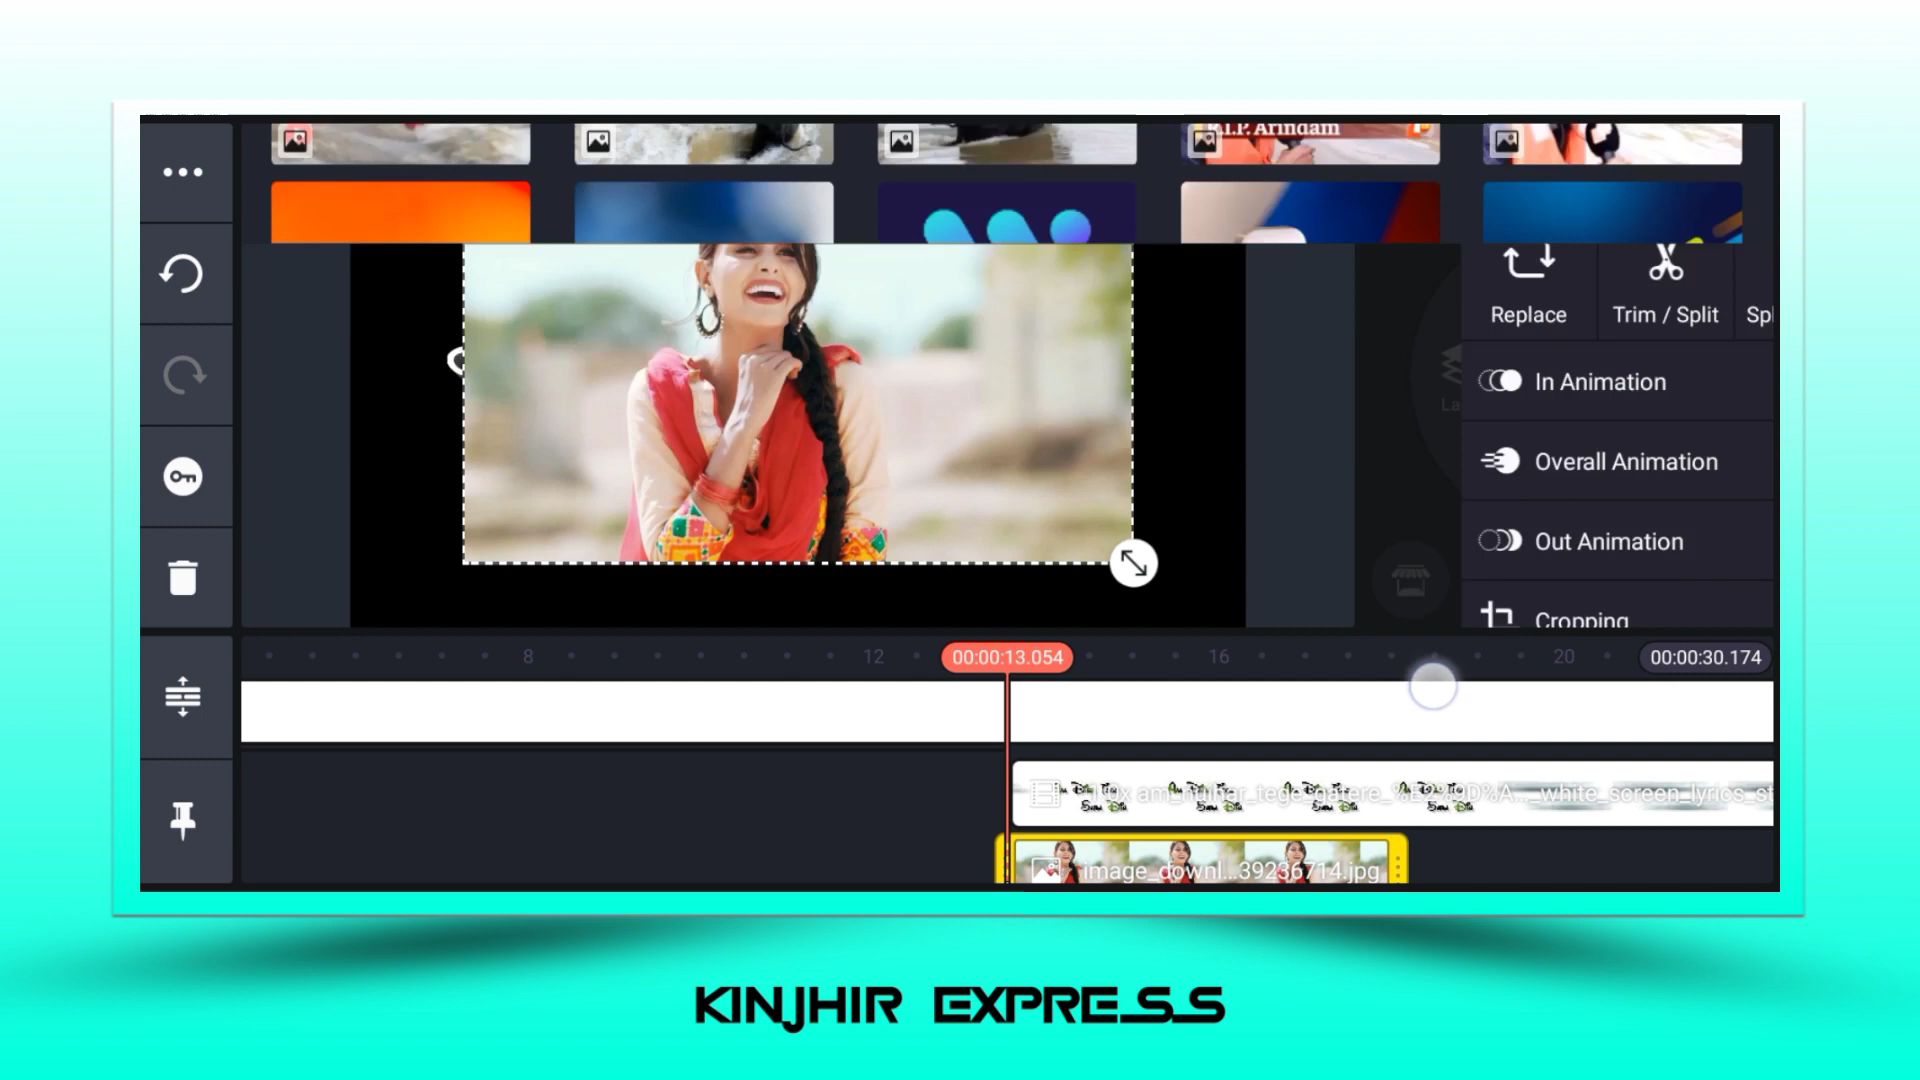 R.I.P. Arindam
Replace
Trim / Split
Spl
In Animation
Overall Animation
Out Animation
Cropping
La
8
12
00:00:13.054
16
20
00:00:30.174
image_downl...39236714.jpg
KINJHIR EXPRESS